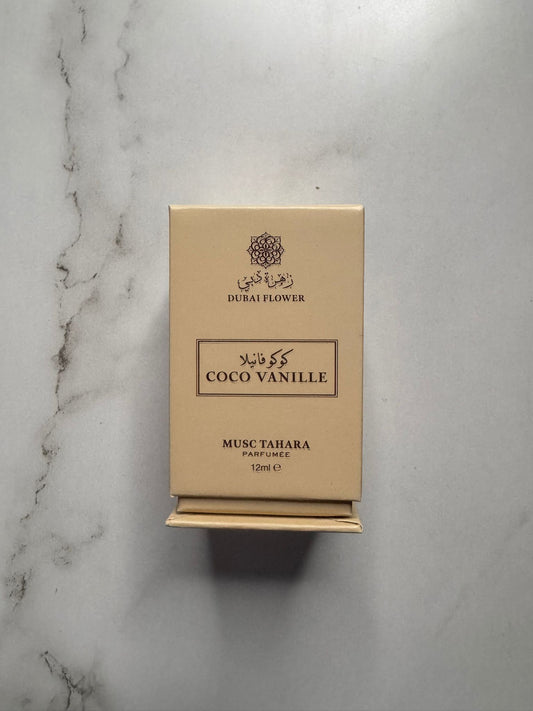 زهرة دبي
DUBAI FLOWER
كوكو فانيلا
COCO VANILLE
MUSC TAHARA
PARFUMÉE
12ml ℮